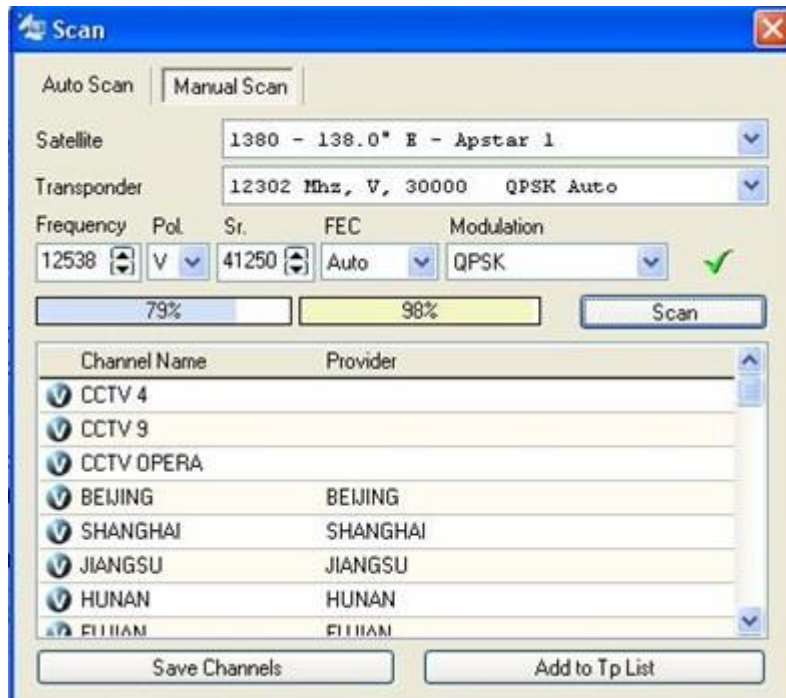 Scan
Auto Scan Manual Scan
Satellite 1380 - 138.0° E - Apstar 1
Transponder 12302 Mhz, V, 30000 QPSK Auto
Frequency Pol. Sr. FEC Modulation
12538 V 41250 Auto QPSK
79% 98% Scan
Channel Name Provider
CCTV 4
CCTV 9
CCTV OPERA
BEIJING BEIJING
SHANGHAI SHANGHAI
JIANGSU JIANGSU
HUNAN HUNAN
FUJIAN FUJIAN
Save Channels Add to Tp List